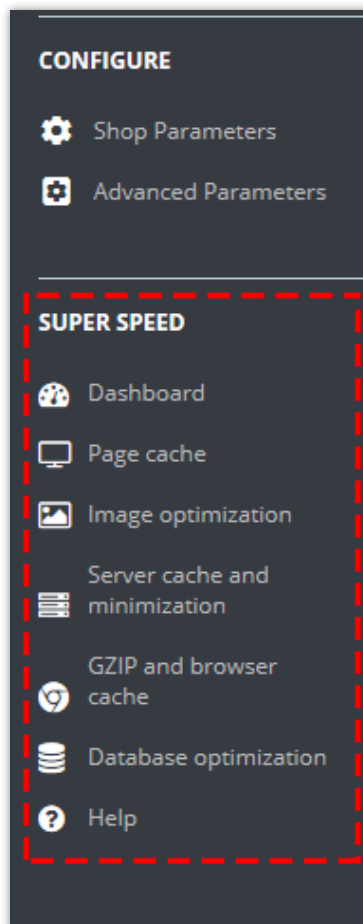 CONFIGURE
Shop Parameters
Advanced Parameters
SUPER SPEED
Dashboard
Page cache
Image optimization
Server cache and
minimization
GZIP and browser
cache
Database optimization
Help